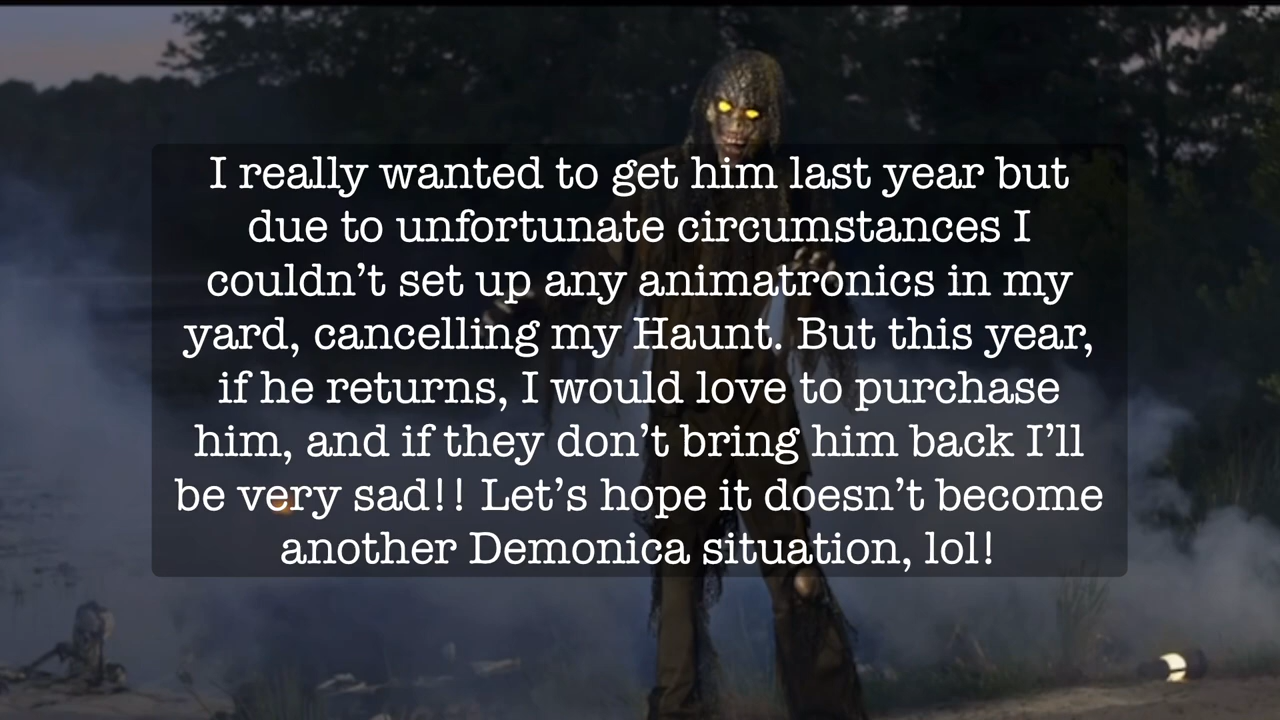 I really wanted to get him last year but
due to unfortunate circumstances I
couldn’t set up any animatronics in my
yard, cancelling my Haunt. But this year,
if he returns, I would love to purchase
him, and if they don’t bring him back I’ll
be very sad!! Let’s hope it doesn’t become
another Demonica situation, lol!